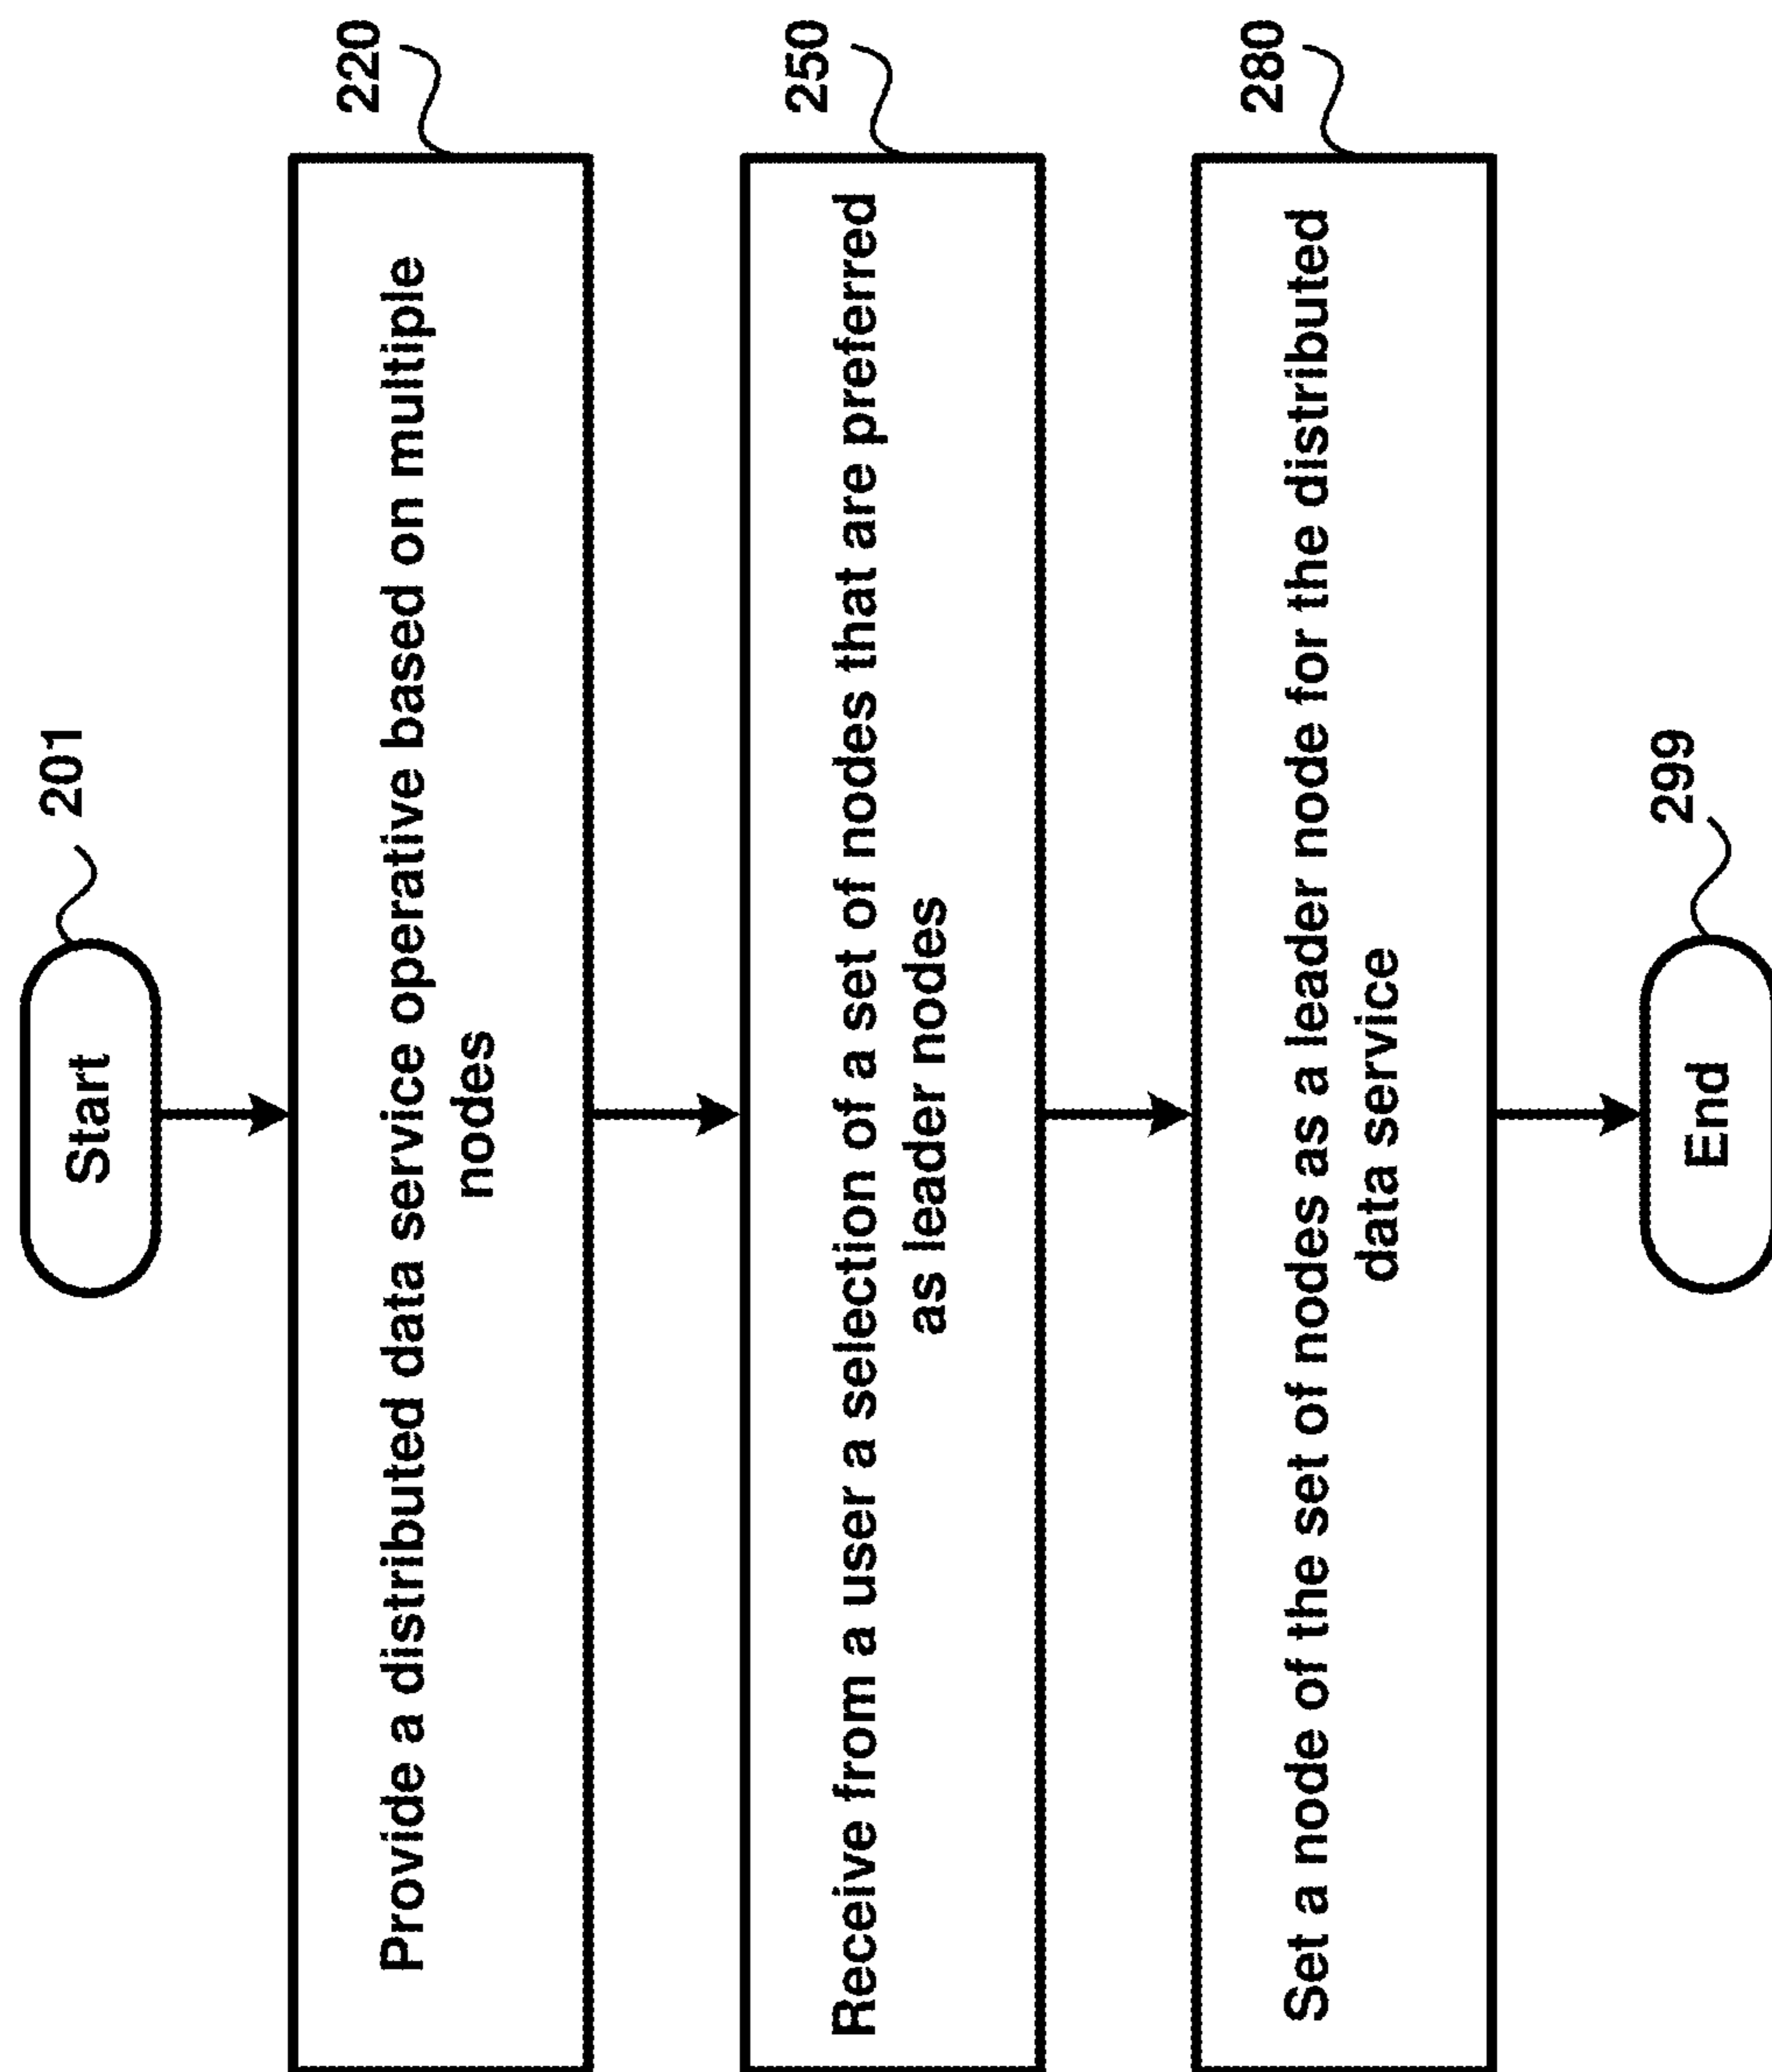 201
Start
220
Provide a distributed data service operative based on multiple
nodes
250
Receive from a user a selection of a set of nodes that are preferred
as leader nodes
280
Set a node of the set of nodes as a leader node for the distributed
data service
299
End